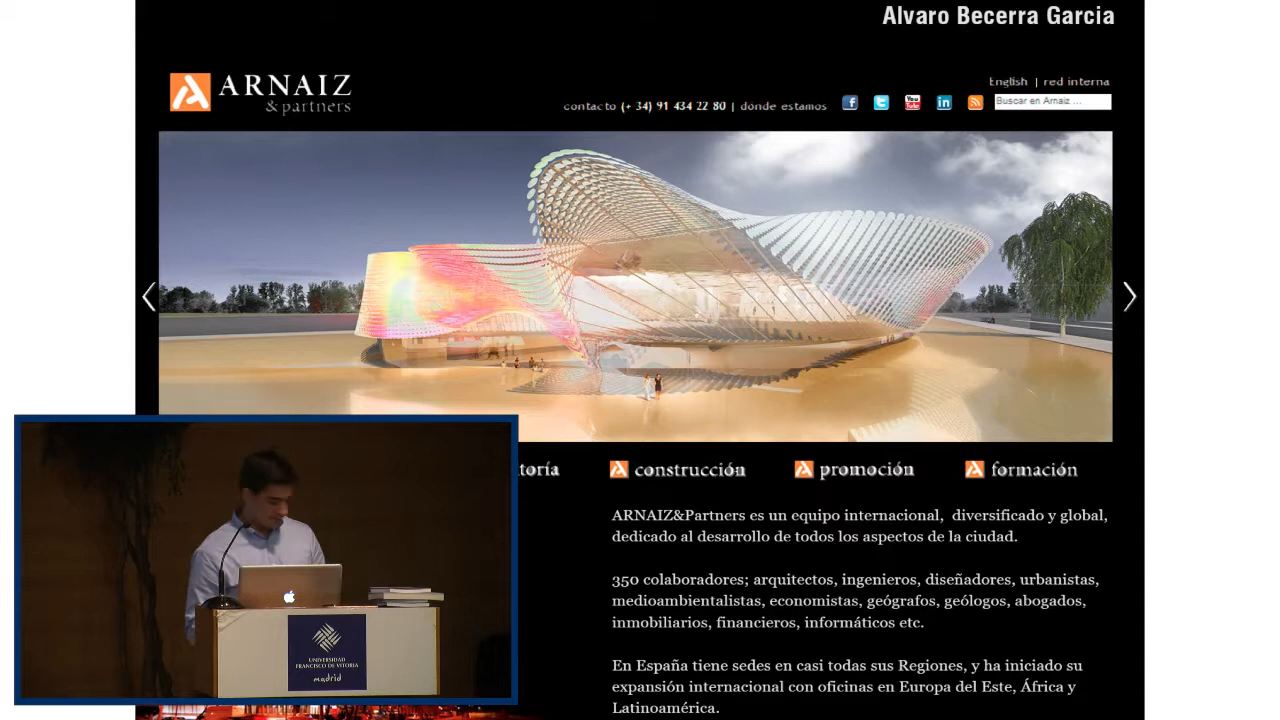 Alvaro Becerra Garcia
ARNAIZ
& partners
English | red interna
contacto (+ 34) 91 434 22 80 | dónde estamos
You
Tube
in
Buscar en Arnaiz ...
toría
construcción
promoción
formación
ARNAIZ&Partners es un equipo internacional, diversificado y global,
dedicado al desarrollo de todos los aspectos de la ciudad.
350 colaboradores; arquitectos, ingenieros, diseñadores, urbanistas,
medioambientalistas, economistas, geógrafos, geólogos, abogados,
inmobiliarios, financieros, informáticos etc.
En España tiene sedes en casi todas sus Regiones, y ha iniciado su
expansión internacional con oficinas en Europa del Este, África y
Latinoamérica.
UNIVERSIDAD
FRANCISCO DE VITORIA
madrid